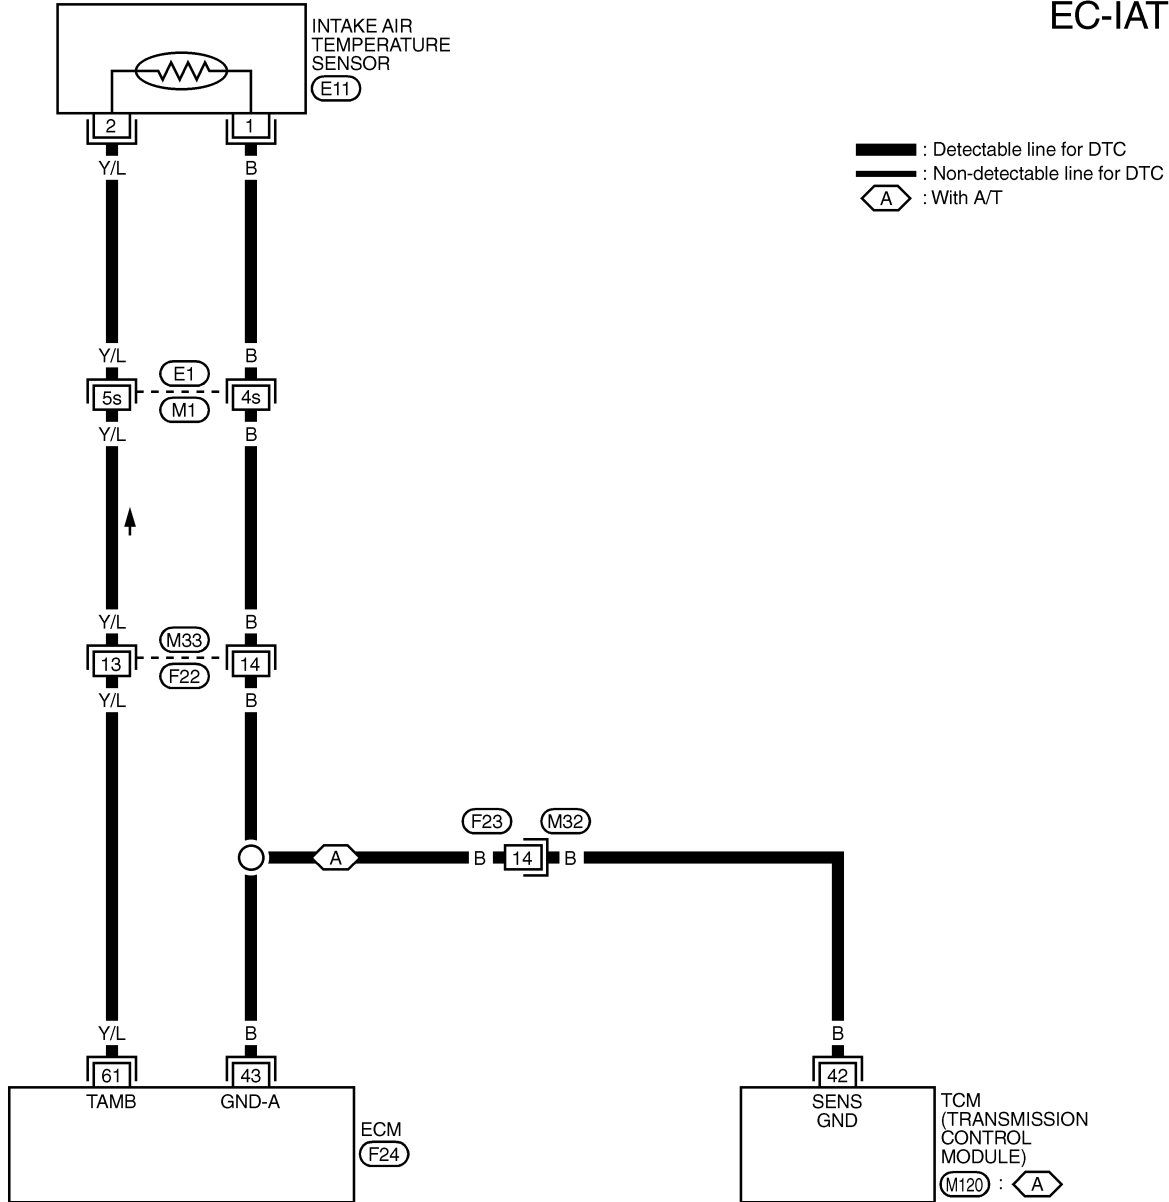 EC-IAT
INTAKE AIR
TEMPERATURE
SENSOR
E11
2 1
Y/L B
: Detectable line for DTC
: Non-detectable line for DTC
A : With A/T
Y/L B
E1
5s 4s
M1
Y/L B
Y/L B
M33
13 14
F22
Y/L B
F23 M32
A B 14 B
Y/L B B
61 43 42
TAMB GND-A
SENS
GND
ECM
F24
TCM
(TRANSMISSION
CONTROL
MODULE)
M120 : A